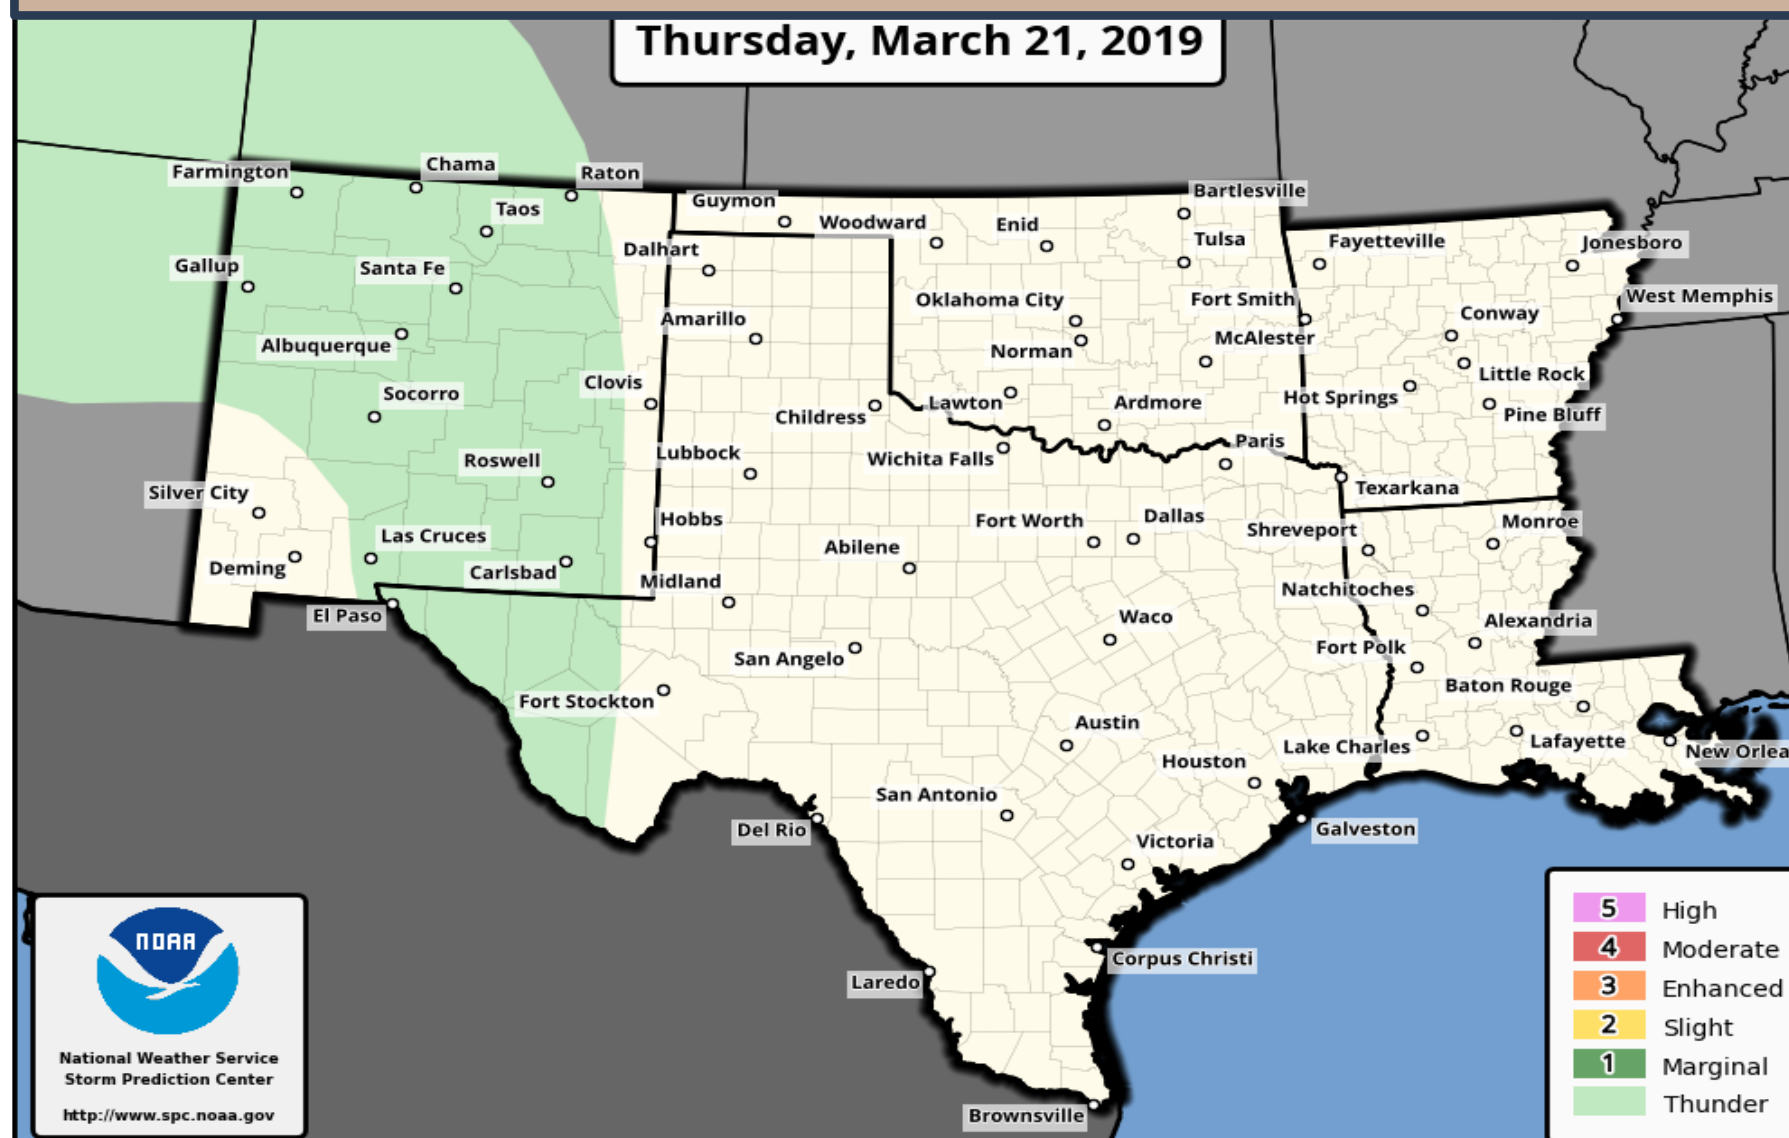 Thursday, March 21, 2019
Farmington
Chama
Raton
Taos
Gallup
Santa Fe
Albuquerque
Socorro
Clovis
Roswell
Silver City
Las Cruces
Deming
Carlsbad
Hobbs
El Paso
Guymon
Woodward
Enid
Bartlesville
Tulsa
Dalhart
Amarillo
Oklahoma City
Norman
Fort Smith
McAlester
Lawton
Ardmore
Childress
Wichita Falls
Paris
Lubbock
Fayetteville
Jonesboro
West Memphis
Conway
Little Rock
Hot Springs
Pine Bluff
Texarkana
Fort Worth
Dallas
Abilene
Midland
Shreveport
Monroe
Natchitoches
Alexandria
Waco
San Angelo
Fort Polk
Fort Stockton
Baton Rouge
Austin
Houston
Lake Charles
Lafayette
New Orlea
San Antonio
Del Rio
Galveston
Victoria
Corpus Christi
Laredo
Brownsville
NOAA
National Weather Service
Storm Prediction Center
http://www.spc.noaa.gov
5 High
4 Moderate
3 Enhanced
2 Slight
1 Marginal
Thunder